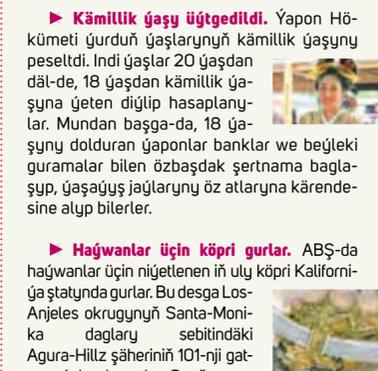 ► Kämillik ýaşy üýtgedildi. Ýapon Hö-
kümeti ýurduň ýaşlarynyň kämillik ýaşyny
peseltdi. Indi ýaşlar 20 ýaşdan
däl-de, 18 ýaşdan kämillik ýa-
şyna ýeten diýlip hasaplany-
lar. Mundan başga-da, 18 ýa-
şyny dolduran ýaponlar banklar we beýleki
guramalar bilen özbaşdak şertnama bagla-
şyp, ýaşaýyş jaýlaryny öz atlaryna kärende-
sine alyp bilerler.
► Haýwanlar üçin köpri gurlar. ABŞ-da
haýwanlar üçin niýetlenen iň uly köpri Kaliforni-
ýa ştatynda gurlar. Bu desga Los-
Anjeles okrugynyň Santa-Moni-
ka daglary sebitindäki
Agura-Hillz şäheriniň 101-nji gat-